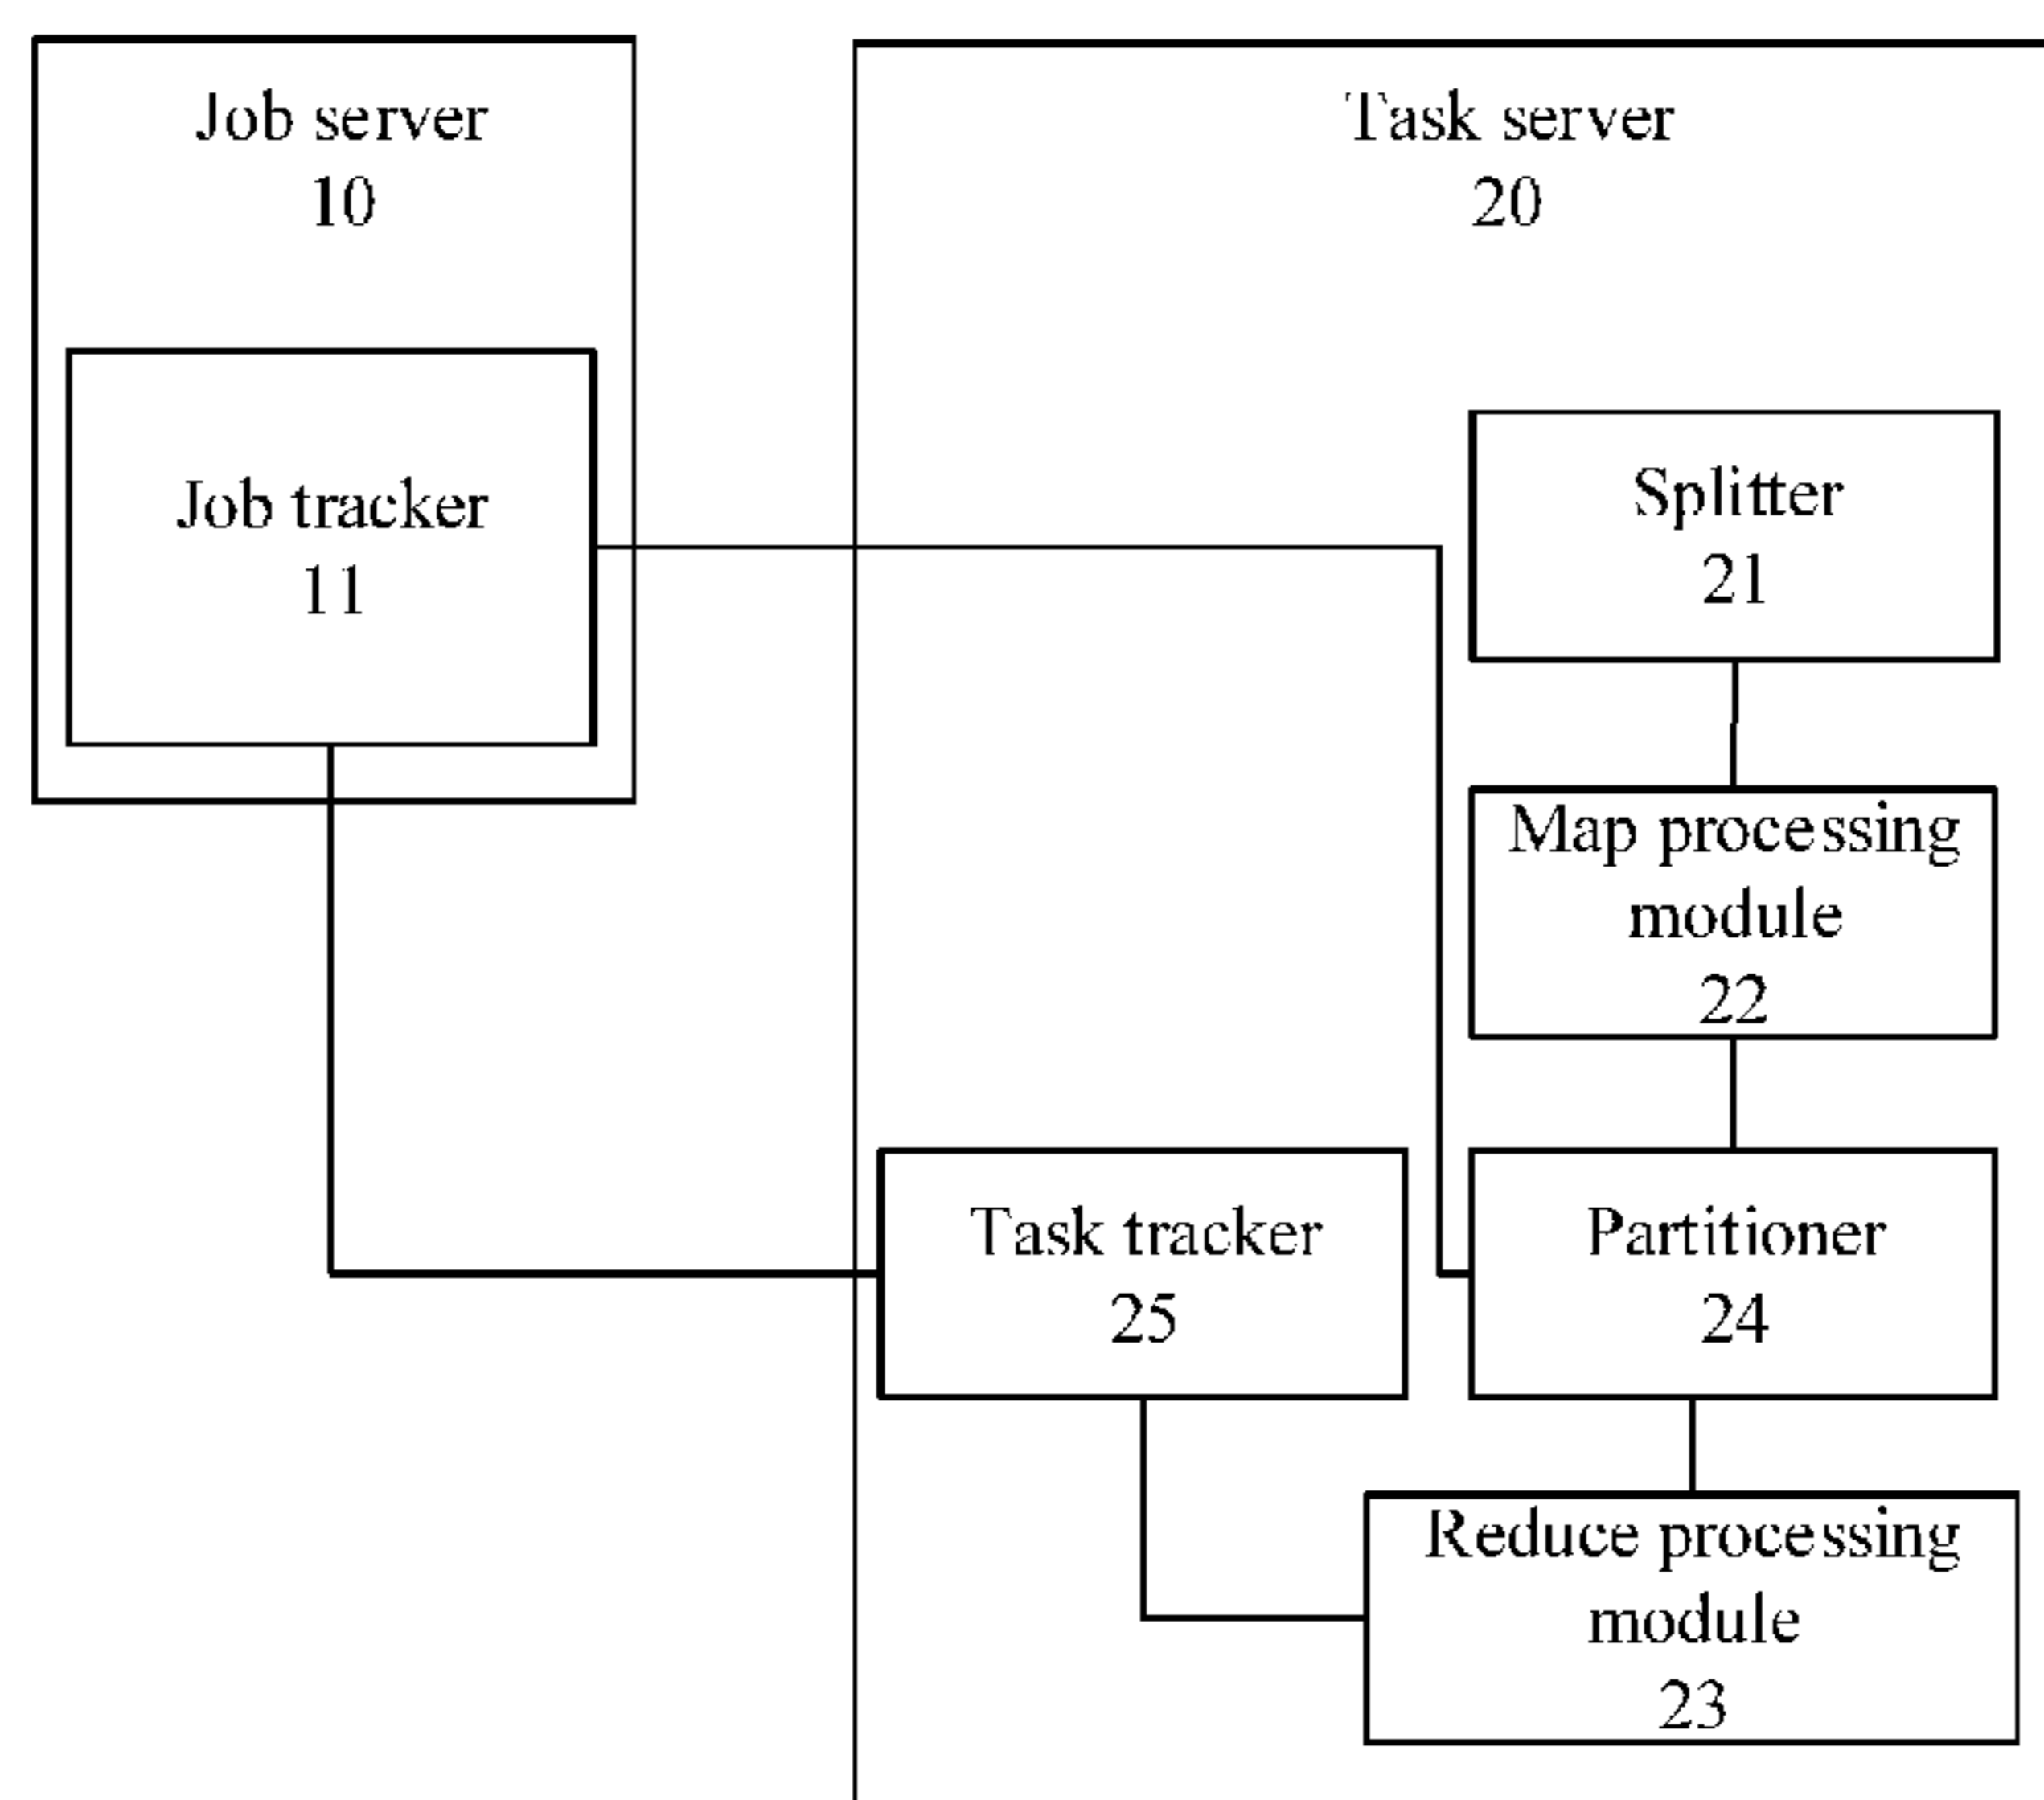 Job server
10
Task server
20
Job tracker
11
Splitter
21
Map processing
module
22
Task tracker
25
Partitioner
24
Reduce processing
module
23